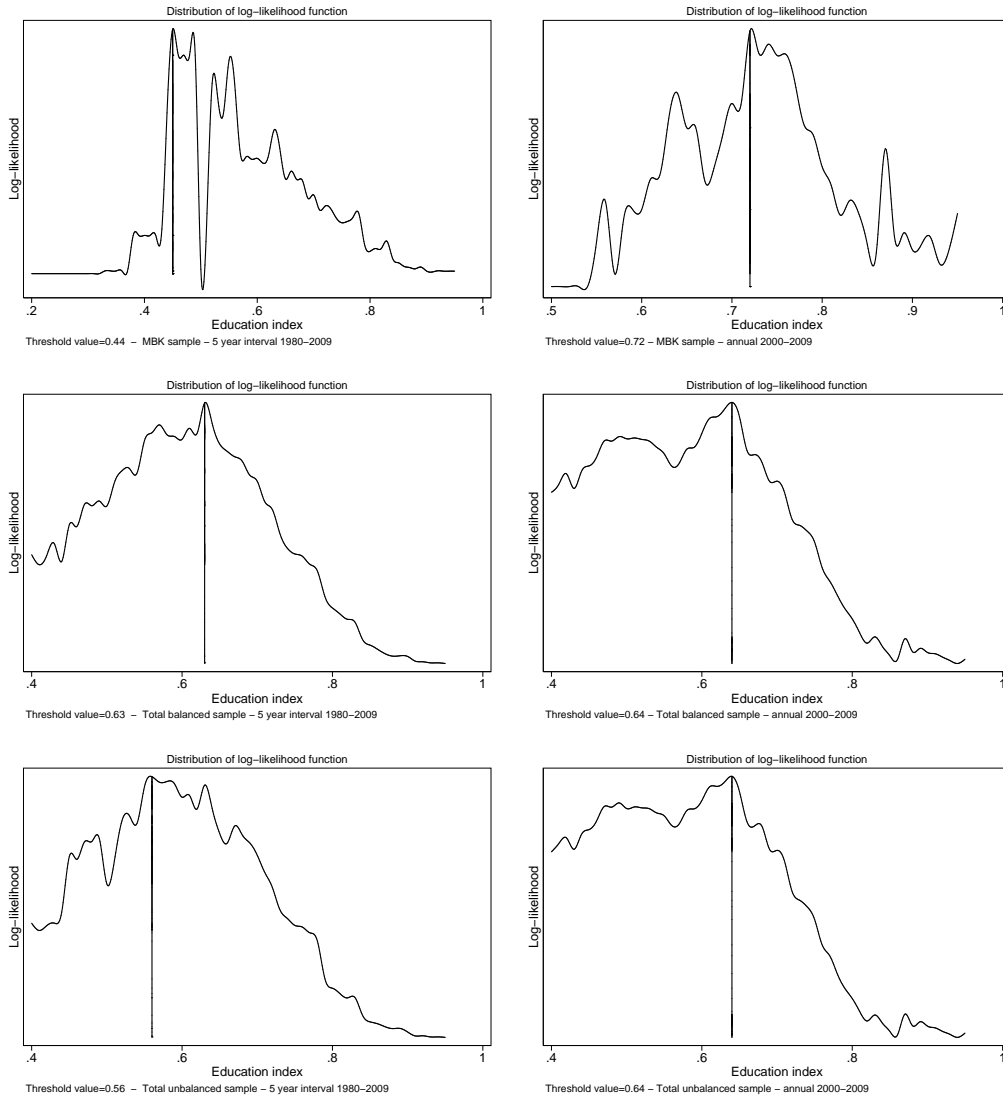 Distribution of log−likelihood function
Log−likelihood
.2 .4 .6 .8 1
Education index
Threshold value=0.44 − MBK sample − 5 year interval 1980−2009
Distribution of log−likelihood function
Log−likelihood
.5 .6 .7 .8 .9 1
Education index
Threshold value=0.72 − MBK sample − annual 2000−2009
Distribution of log−likelihood function
Log−likelihood
.4 .6 .8 1
Education index
Threshold value=0.63 − Total balanced sample − 5 year interval 1980−2009
Distribution of log−likelihood function
Log−likelihood
.4 .6 .8 1
Education index
Threshold value=0.64 − Total balanced sample − annual 2000−2009
Distribution of log−likelihood function
Log−likelihood
.4 .6 .8 1
Education index
Threshold value=0.56 − Total unbalanced sample − 5 year interval 1980−2009
Distribution of log−likelihood function
Log−likelihood
.4 .6 .8 1
Education index
Threshold value=0.64 − Total unbalanced sample − annual 2000−2009